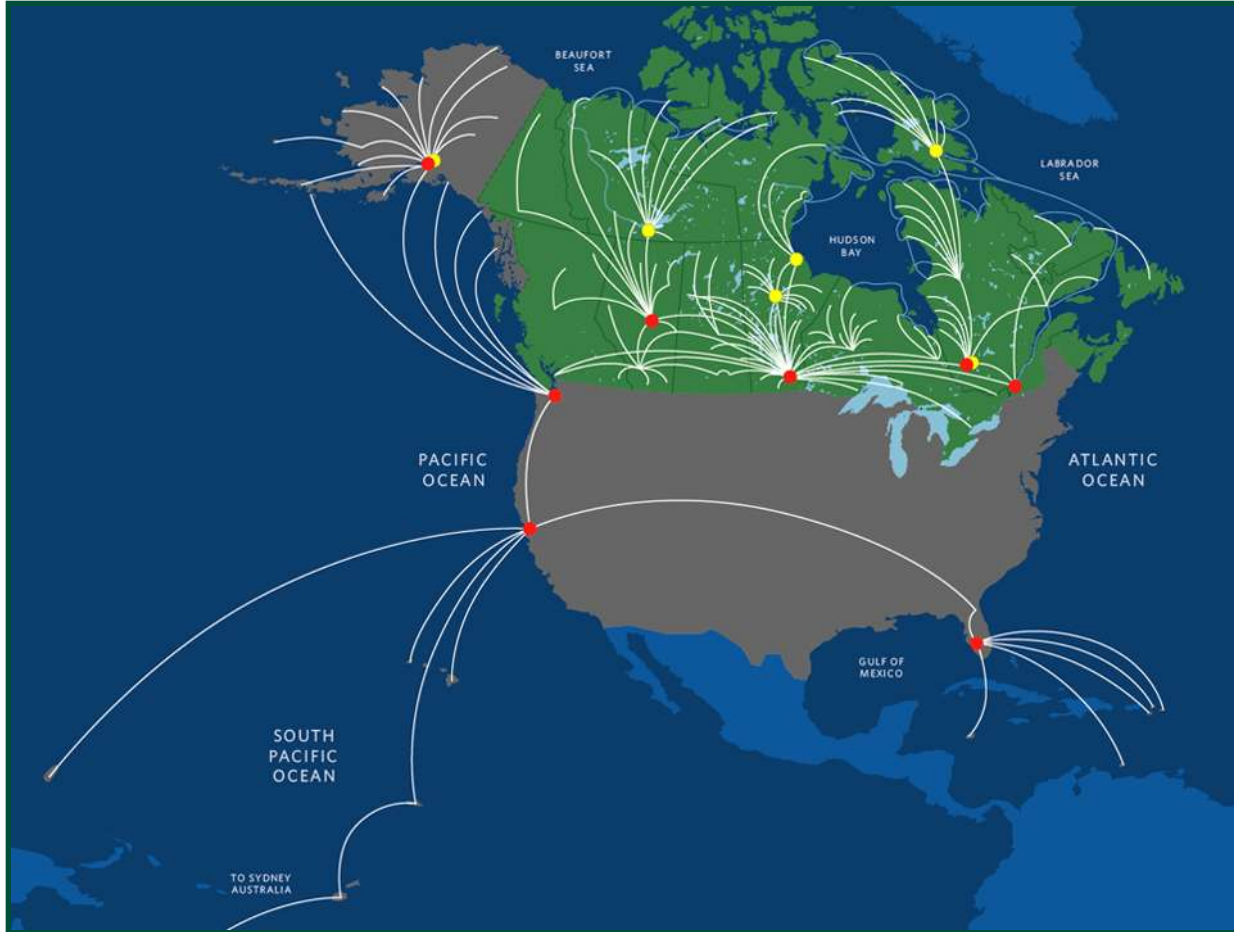 BEAUFORT
SEA
LABRADOR
SEA
HUDSON
BAY
PACIFIC
OCEAN
ATLANTIC
OCEAN
GULF OF
MEXICO
SOUTH
PACIFIC
OCEAN
TO SYDNEY
AUSTRALIA